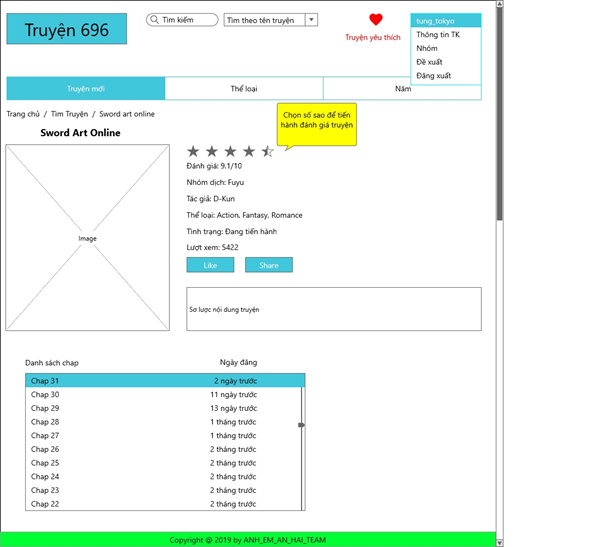 Truyện 696
Tìm kiếm
Tìm theo tên truyện
Truyện yêu thích
tung_tokyo
Thông tin TK
Nhóm
Đề xuất
Đăng xuất
Truyện mới
Thể loại
Năm
Trang chủ / Tìm Truyện / Sword art online
Chọn số sao để tiến
hành đánh giá truyện
Sword Art Online
Image
Đánh giá: 9.1/10
Nhóm dịch: Fuyu
Tác giả: D-Kun
Thể loại: Action, Fantasy, Romance
Tình trạng: Đang tiến hành
Lượt xem: 5422
Like
Share
Sơ lược nội dung truyện
Danh sách chap
Ngày đăng
Chap 31 2 ngày trước
Chap 30 11 ngày trước
Chap 29 13 ngày trước
Chap 28 1 tháng trước
Chap 27 1 tháng trước
Chap 26 2 tháng trước
Chap 25 2 tháng trước
Chap 24 2 tháng trước
Chap 23 2 tháng trước
Chap 22 2 tháng trước
Copyright @ 2019 by ANH_EM_AN_HAI_TEAM